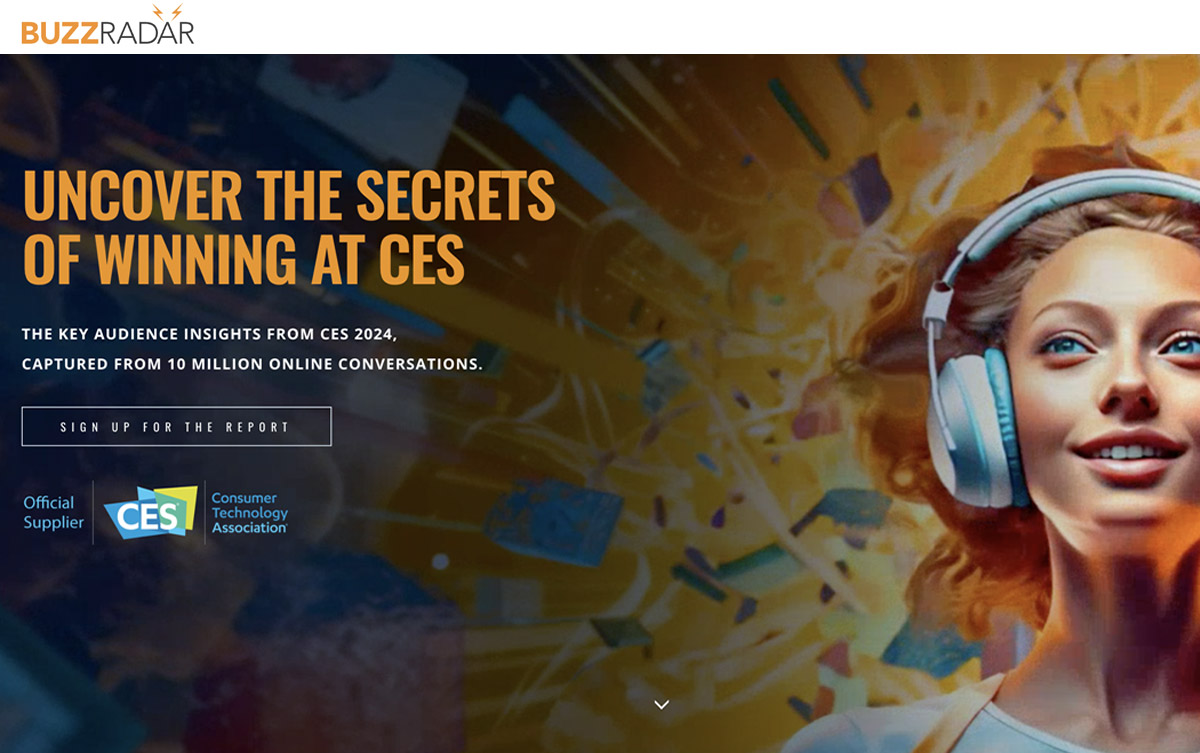 BUZZRADAR
UNCOVER THE SECRETS
OF WINNING AT CES
THE KEY AUDIENCE INSIGHTS FROM CES 2024,
CAPTURED FROM 10 MILLION ONLINE CONVERSATIONS.
SIGN UP FOR THE REPORT
Official
Supplier
CES
Consumer
Technology
Association